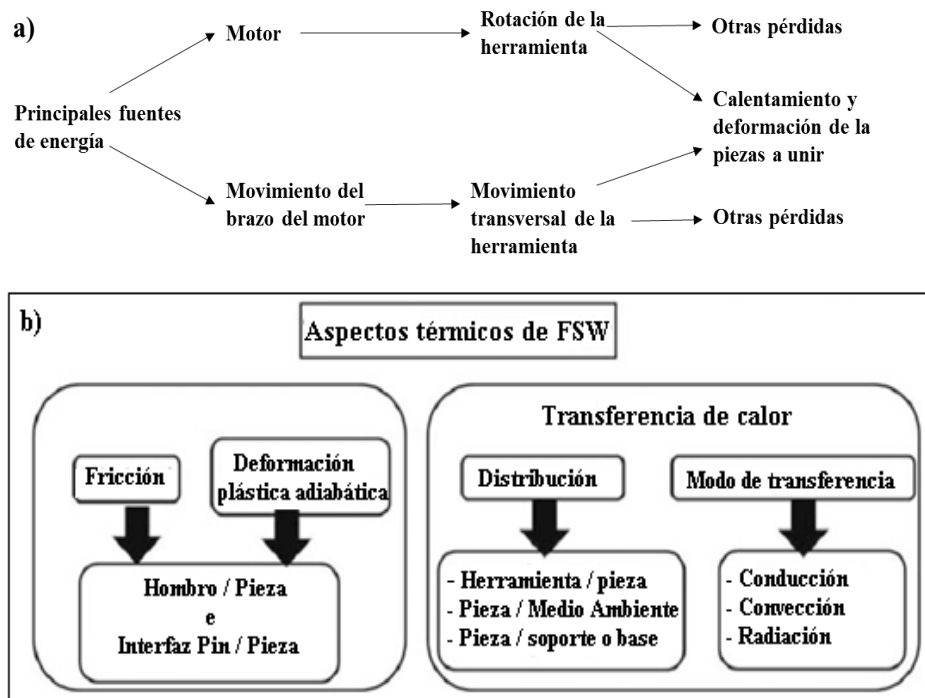 a)
Motor
Rotación de la
herramienta
Otras pérdidas
Principales fuentes
de energía
Calentamiento y
deformación de la
piezas a unir
Movimiento del
brazo del motor
Movimiento
transversal de la
herramienta
Otras pérdidas
b)
Aspectos térmicos de FSW
Fricción
Deformación
plástica adiabática
Hombro / Pieza
e
Interfaz Pin / Pieza
Transferencia de calor
Distribución
Modo de transferencia
- Herramienta / pieza
- Pieza / Medio Ambiente
- Pieza / soporte o base
- Conducción
- Convección
- Radiación